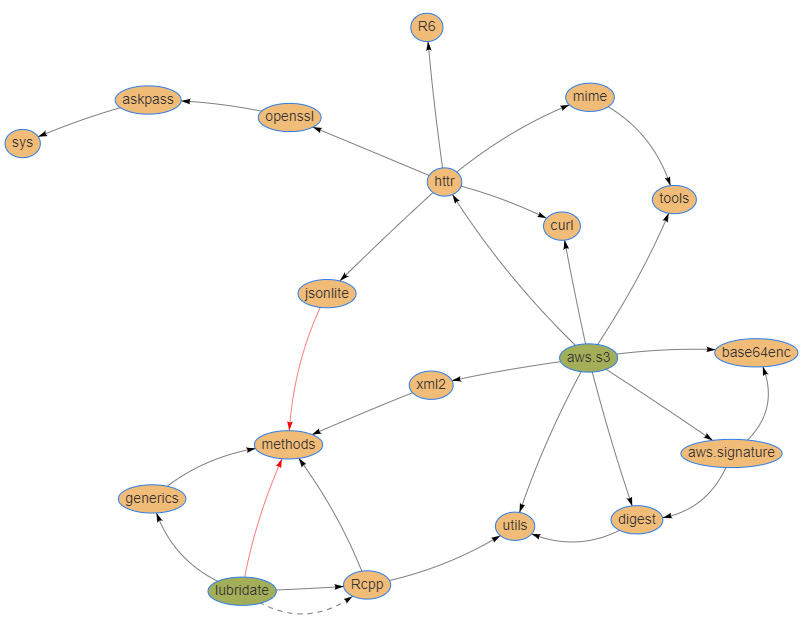 R6
mime
askpass
openssl
sys
httr
tools
curl
jsonlite
base64enc
aws.s3
xml2
methods
aws.signature
generics
digest
utils
Rcpp
lubridate